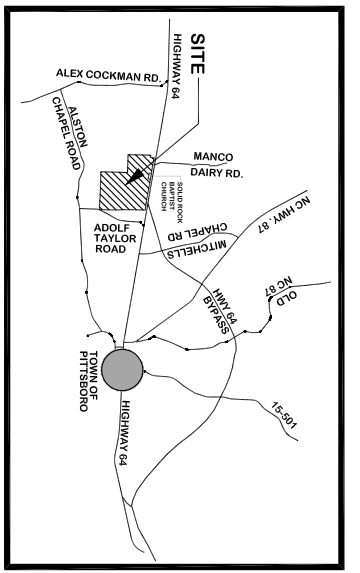 SITE
HIGHWAY 64
ALEX COCKMAN RD.
ALSTON
CHAPEL ROAD
MANCO
DAIRY RD.
SOLID ROCK
BAPTIST
CHURCH
ADOLF
TAYLOR
ROAD
MITCHELLS
CHAPEL RD
NC HWY. 87
OLD
NC 87
HWY 64
BYPASS
TOWN OF
PITTSBORO
15-501
HIGHWAY 64